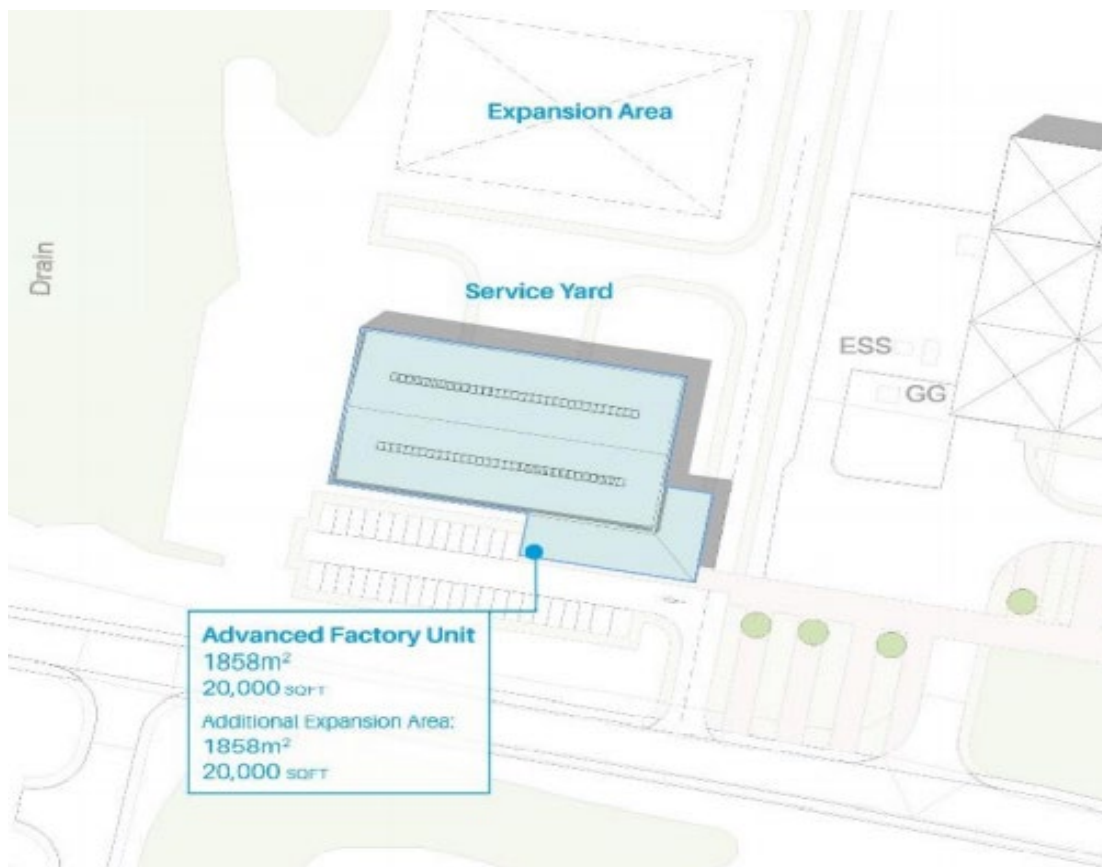 Expansion Area
Drain
Service Yard
ESS
GG
Advanced Factory Unit
1858m²
20,000 SQFT
Additional Expansion Area:
1858m²
20,000 SQFT